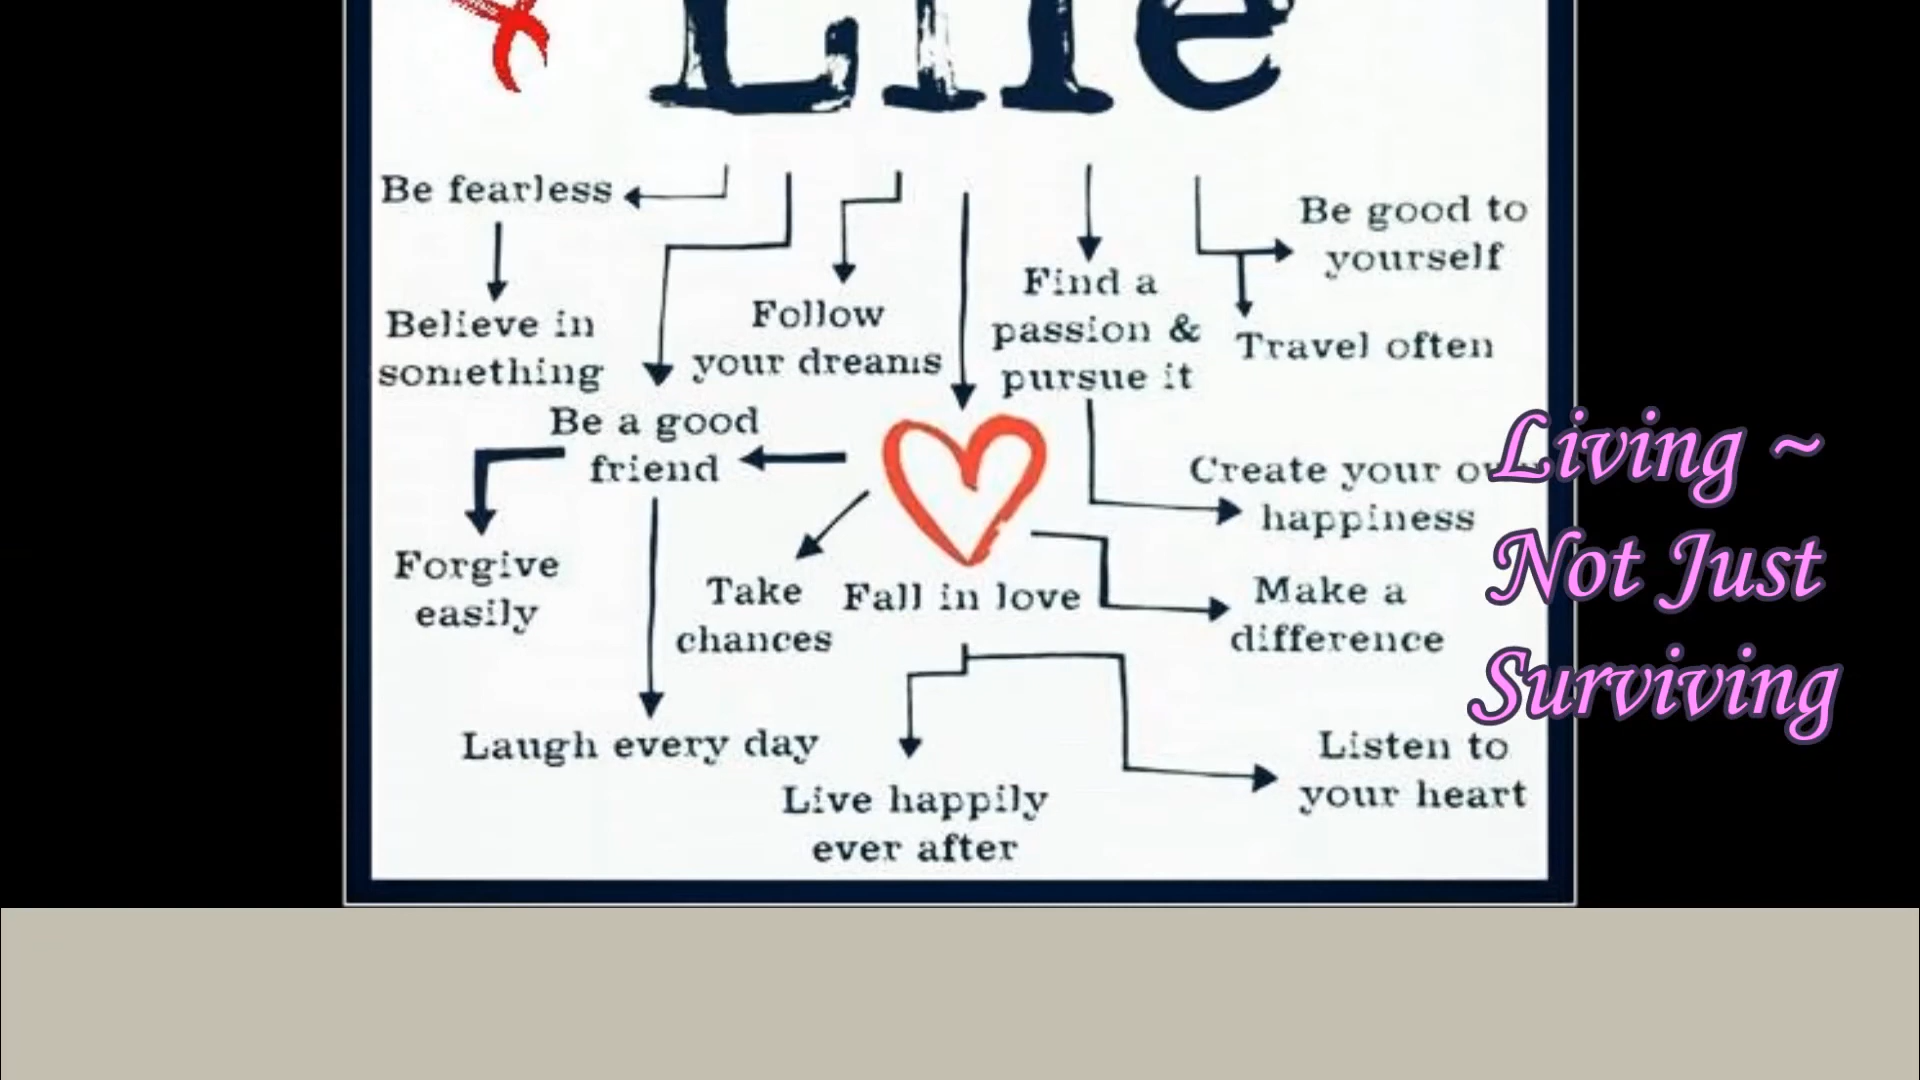 Life
Be fearless
Be good to
yourself
Believe in
something
Follow
your dreams
Find a
passion &
pursue it
Travel often
Be a good
friend
Create your
happiness
Forgive
easily
Take
chances
Fall in love
Make a
difference
Laugh every day
Live happily
ever after
Listen to
your heart
Living ~
Not Just
Surviving